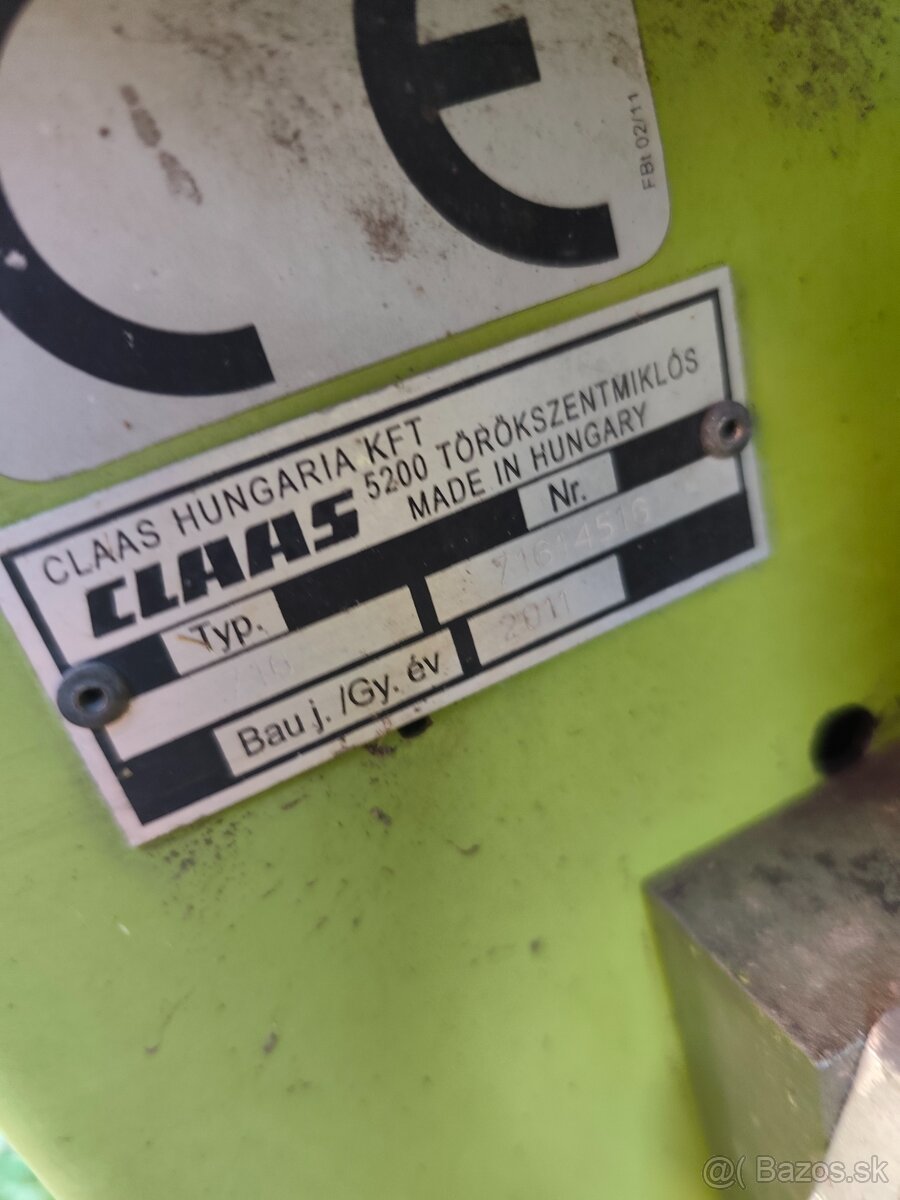 CE
FBt 02/11
CLAAS HUNGARIA KFT
CLAAS 5200 TÖRÖKSZENTMIKLÓS
MADE IN HUNGARY
Typ. Nr.
716 71614516
Bau j. /Gy. év 2011
@( Bazos.sk